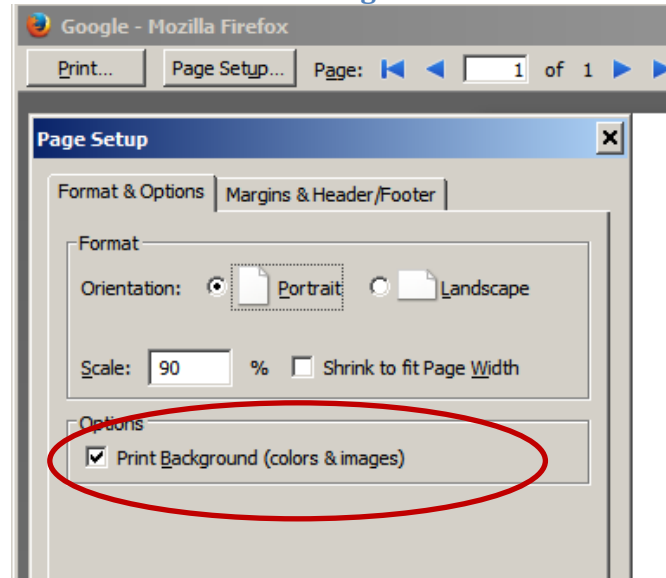 Google - Mozilla Firefox
Print... Page Setup... Page: 1 of 1
Page Setup
Format & Options Margins & Header/Footer
Format
Orientation: Portrait Landscape
Scale: 90 % Shrink to fit Page Width
Options
Print Background (colors & images)